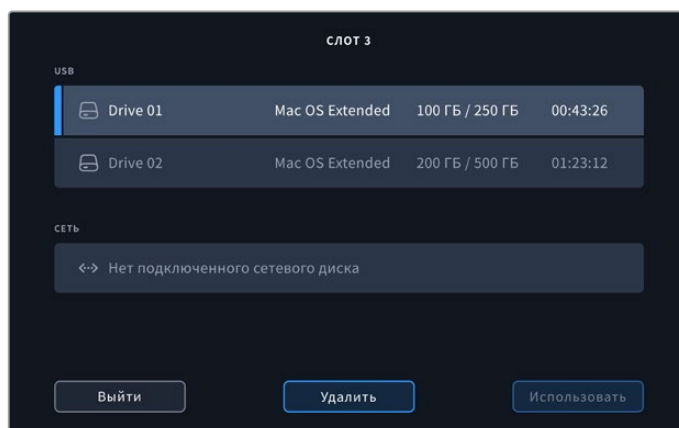 СЛОТ 3
USB
Drive 01 Mac OS Extended 100 ГБ / 250 ГБ 00:43:26
Drive 02 Mac OS Extended 200 ГБ / 500 ГБ 01:23:12
СЕТЬ
Нет подключенного сетевого диска
Выйти Удалить Использовать